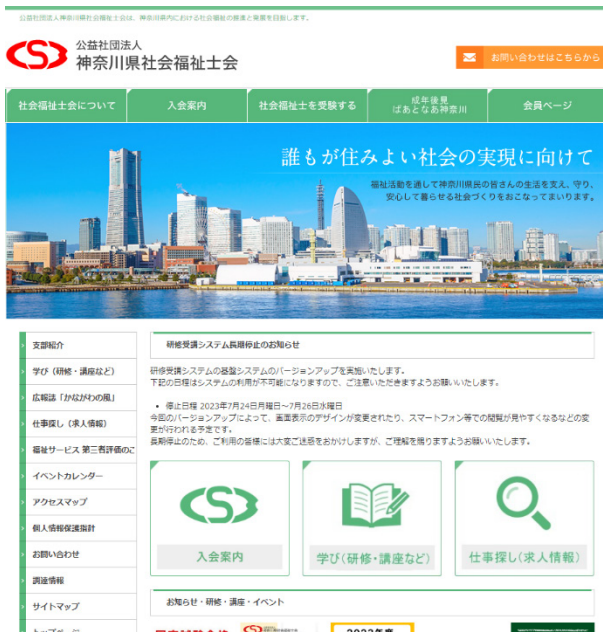 公益社団法人神奈川県社会福祉士会は、神奈川県内における社会福祉の援進と発展を目指します。
公益社団法人
神奈川県社会福祉士会
お問い合わせはこちらから
社会福祉士会について
入会案内
社会福祉士を受験する
成年後見
ぱあとなあ神奈川
会員ページ
誰もが住みよい社会の実現に向けて
福祉活動を通して神奈川県民の皆さんの生活を支え、守り、
安心して暮らせる社会づくりをおこなってまいります。
支部紹介
学び（研修・講座など）
広報誌「かながわの風」
仕事探し（求人情報）
福祉サービス 第三者評価のご
イベントカレンダー
アクセスマップ
個人情報保護指針
お問い合わせ
調達情報
サイトマップ
トップページ
研修受講システム長期停止のお知らせ
研修受講システムの基盤システムのバージョンアップを実施いたします。
下記の日程はシステムの利用が不可能になりますので、ご注意いただきますようお願いいたします。
• 停止日程 2023年7月24日月曜日～7月26日水曜日
今回のバージョンアップによって、画面表示のデザインが変更されたり、スマートフォン等での閲覧が見やすくなるなどの変
更が行われる予定です。
長期停止のため、ご利用の皆様には大変ご迷惑をおかけしますが、ご理解を賜りますようお願いいたします。
入会案内
学び(研修・講座など)
仕事探し(求人情報)
お知らせ・研修・講座・イベント
国家試験合格
2023年度